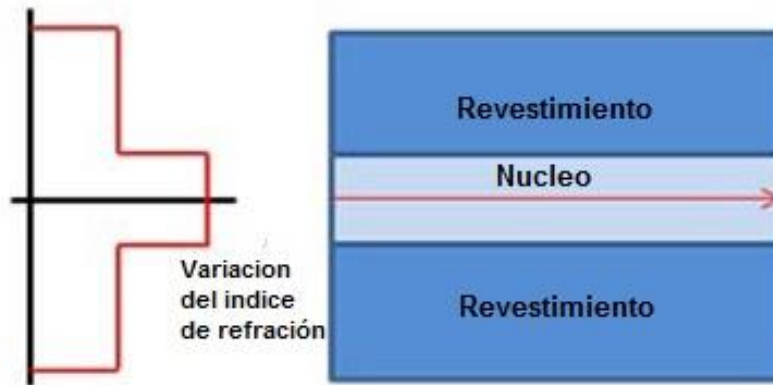 Revestimiento
Nucleo
Variacion
del indice
de refración
Revestimiento